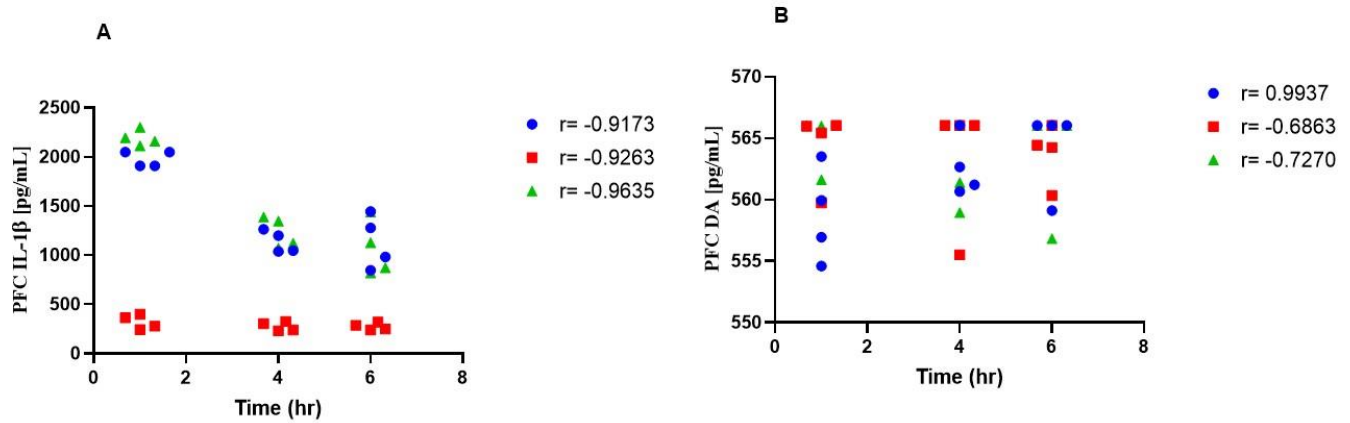 A
PFC IL-1β [pg/mL]
2500
2000
1500
1000
500
0
0 2 4 6 8
Time (hr)
r= -0.9173
r= -0.9263
r= -0.9635
B
PFC DA [pg/mL]
570
565
560
555
550
0 2 4 6 8
Time (hr)
r= 0.9937
r= -0.6863
r= -0.7270